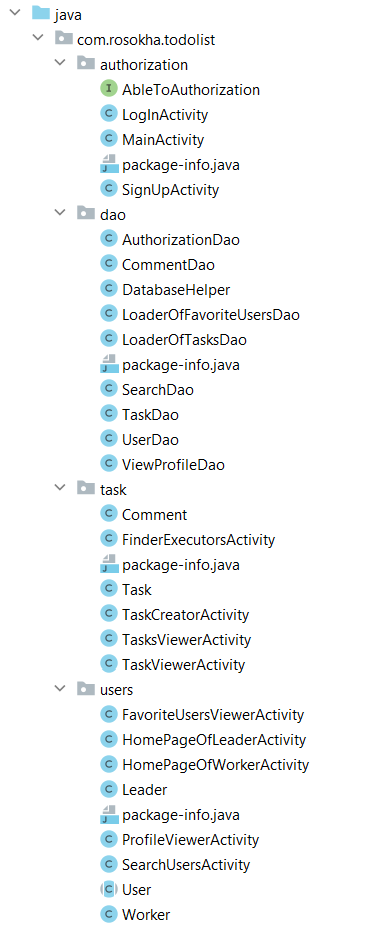 java
com.rosokha.todolist
authorization
AbleToAuthorization
LogInActivity
MainActivity
package-info.java
SignUpActivity
dao
AuthorizationDao
CommentDao
DatabaseHelper
LoaderOfFavoriteUsersDao
LoaderOfTasksDao
package-info.java
SearchDao
TaskDao
UserDao
ViewProfileDao
task
Comment
FinderExecutorsActivity
package-info.java
Task
TaskCreatorActivity
TasksViewerActivity
TaskViewerActivity
users
FavoriteUsersViewerActivity
HomePageOfLeaderActivity
HomePageOfWorkerActivity
Leader
package-info.java
ProfileViewerActivity
SearchUsersActivity
User
Worker